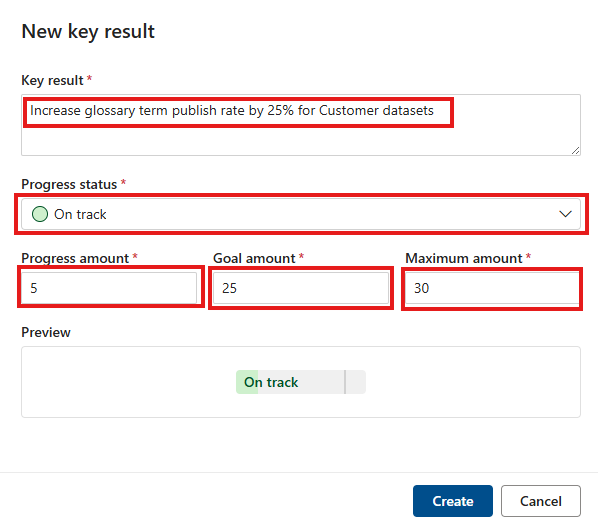 New key result
Key result *
Increase glossary term publish rate by 25% for Customer datasets
Progress status *
On track
Progress amount * Goal amount * Maximum amount *
5 25 30
Preview
On track
Create Cancel